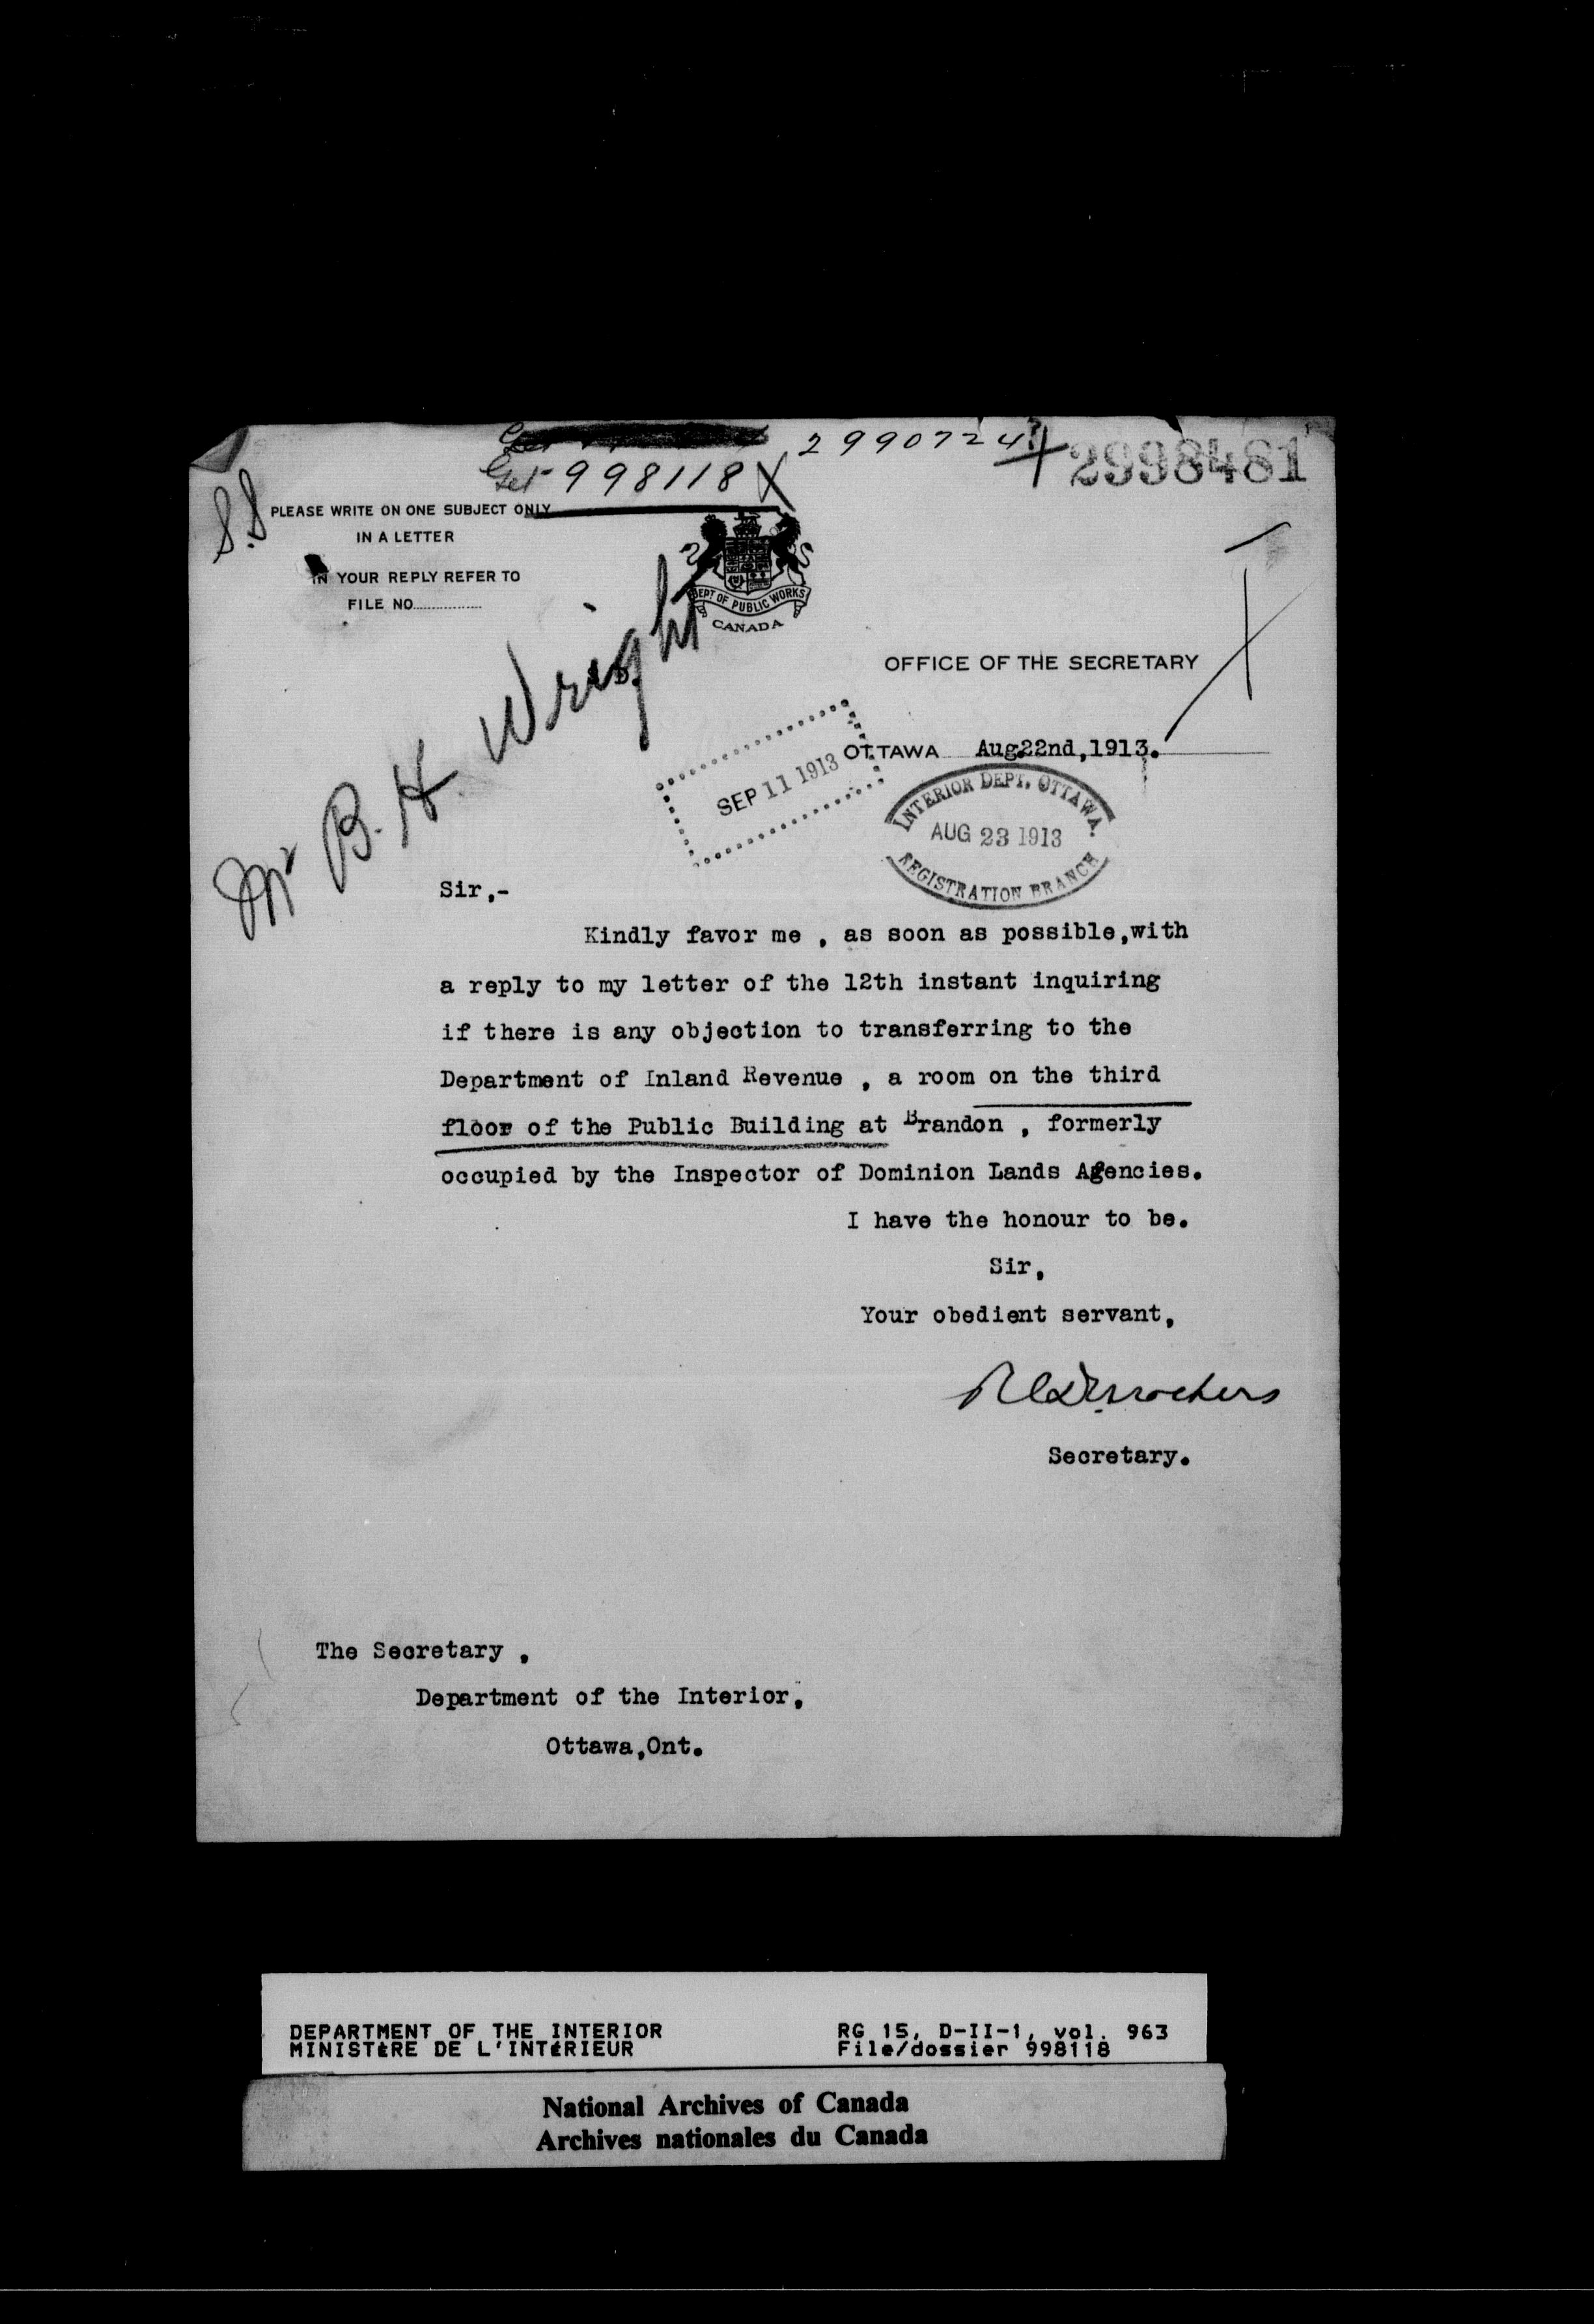 2990724
Get 998118 X
2998481
PLEASE WRITE ON ONE SUBJECT ONLY
IN A LETTER
IN YOUR REPLY REFER TO
FILE NO
DEPT OF PUBLIC WORKS
CANADA
Mr B. H. Wright
OFFICE OF THE SECRETARY
OTTAWA Aug.22nd,1913.
SEP 11 1913
INTERIOR DEPT, OTTAWA.
AUG 23 1913
REGISTRATION BRANCH
Sir,-
Kindly favor me , as soon as possible,with
a reply to my letter of the 12th instant inquiring
if there is any objection to transferring to the
Department of Inland Revenue , a room on the third
floor of the Public Building at Brandon , formerly
occupied by the Inspector of Dominion Lands Agencies.
I have the honour to be.
Sir,
Your obedient servant,
RCDesrochers
Secretary.
The Secretary ,
Department of the Interior,
Ottawa,Ont.
DEPARTMENT OF THE INTERIOR
MINISTÈRE DE L'INTÉRIEUR
RG 15, D-II-1, vol. 963
File/dossier 998118
National Archives of Canada
Archives nationales du Canada